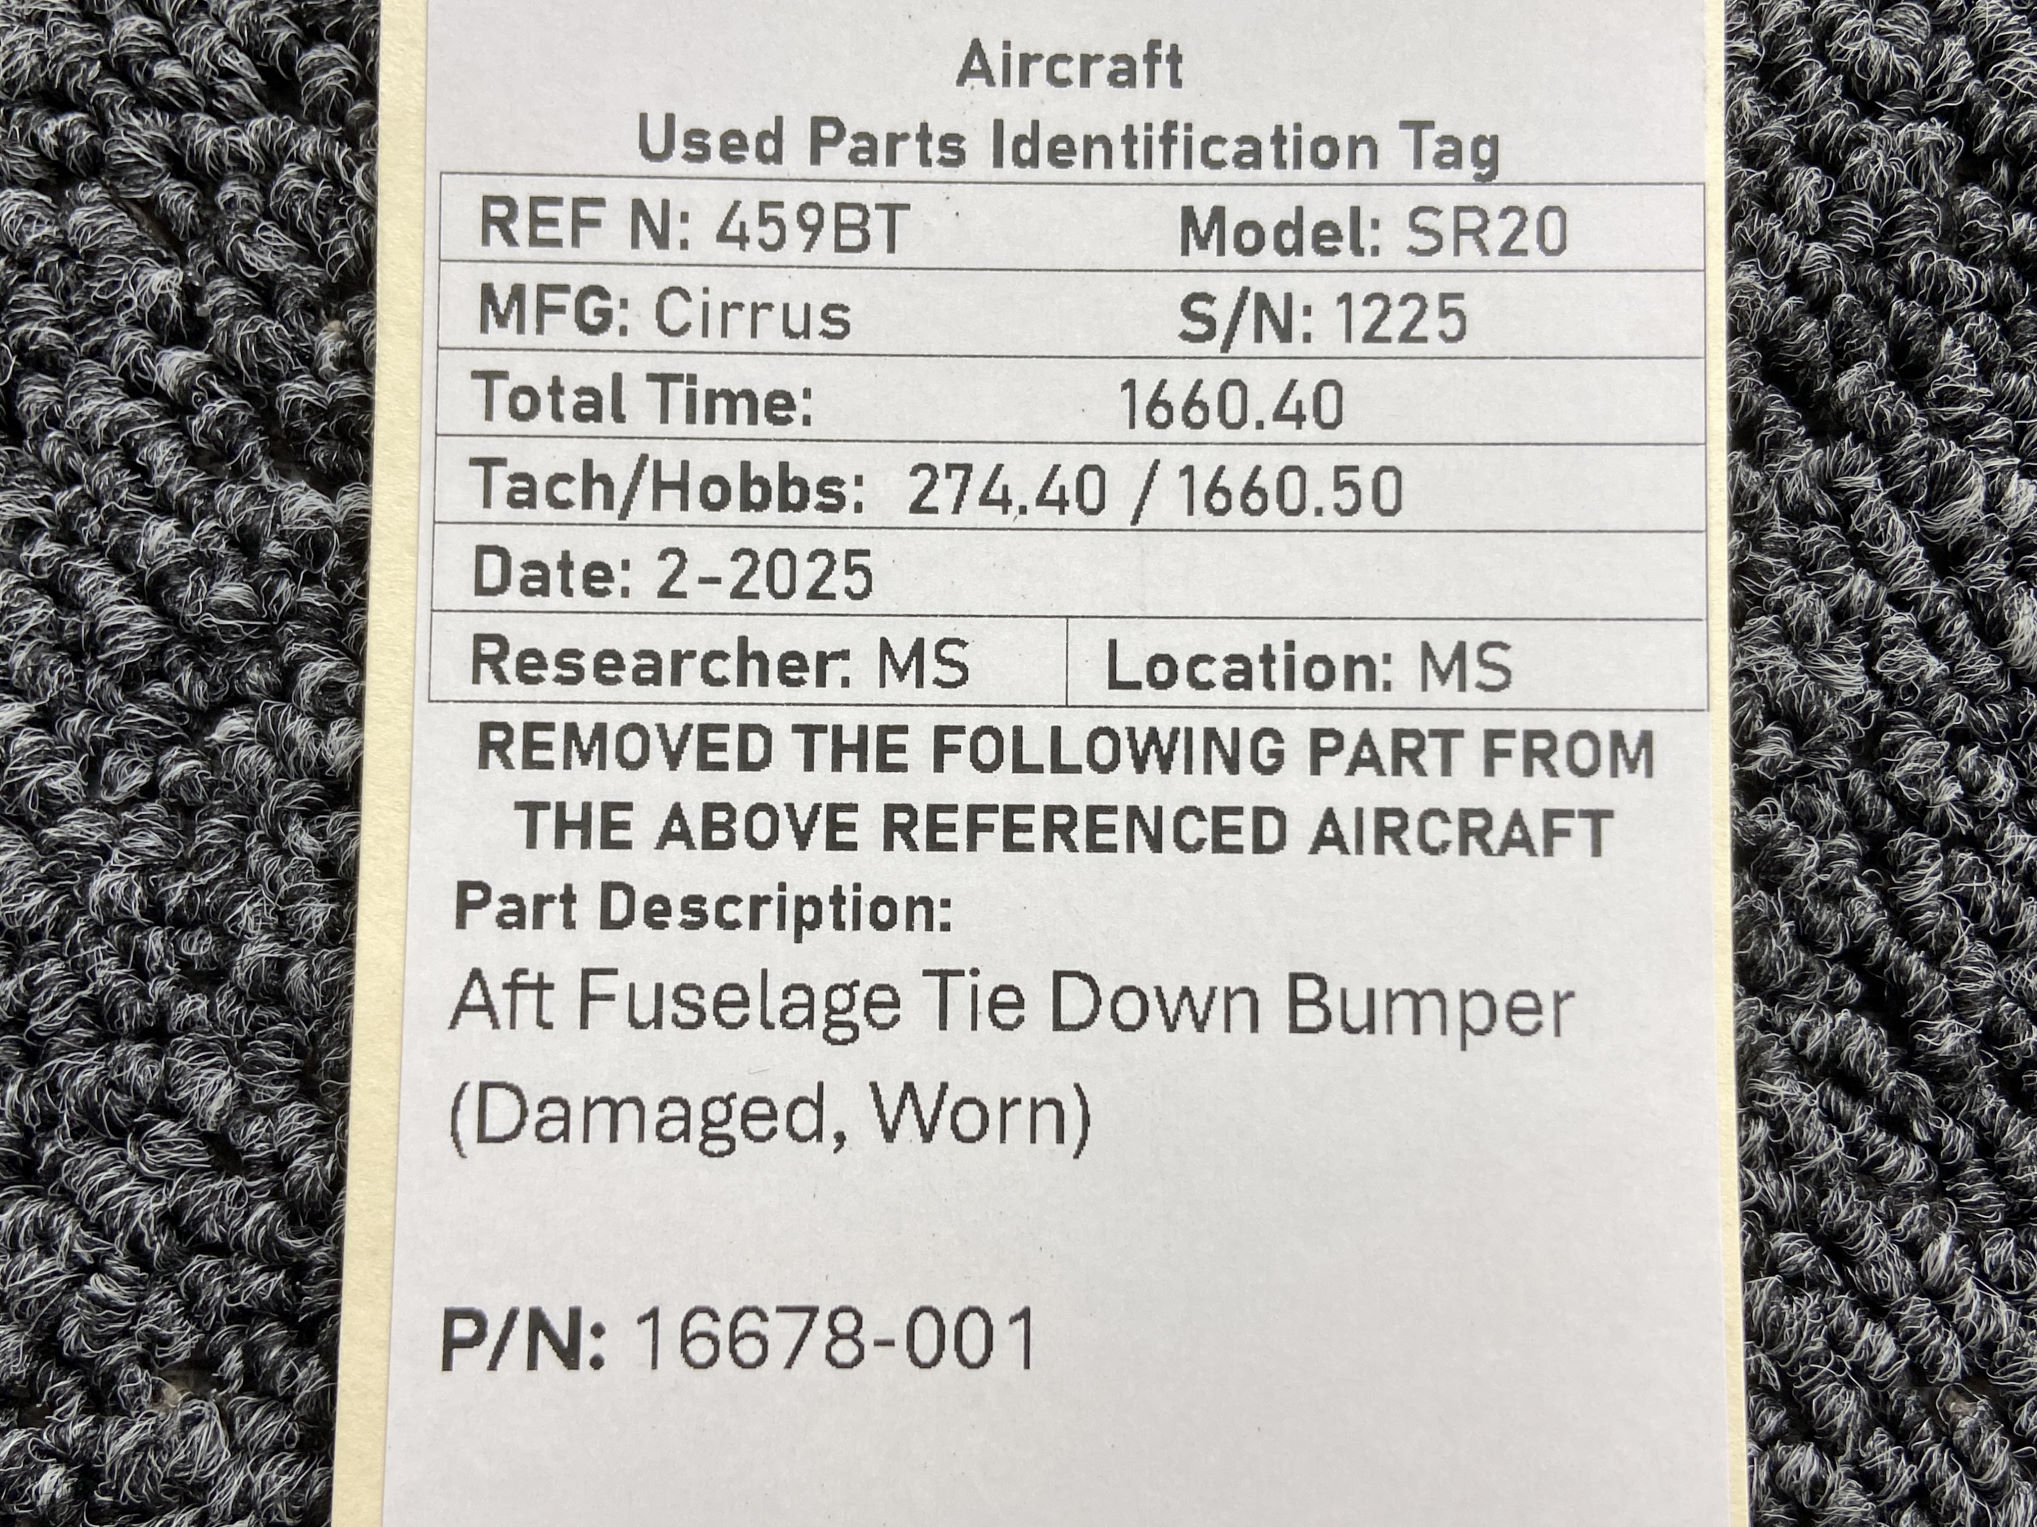 Aircraft
Used Parts Identification Tag
REF N: 459BT Model: SR20
MFG: Cirrus S/N: 1225
Total Time: 1660.40
Tach/Hobbs: 274.40 / 1660.50
Date: 2-2025
Researcher: MS Location: MS
REMOVED THE FOLLOWING PART FROM
THE ABOVE REFERENCED AIRCRAFT
Part Description:
Aft Fuselage Tie Down Bumper
(Damaged, Worn)
P/N: 16678-001